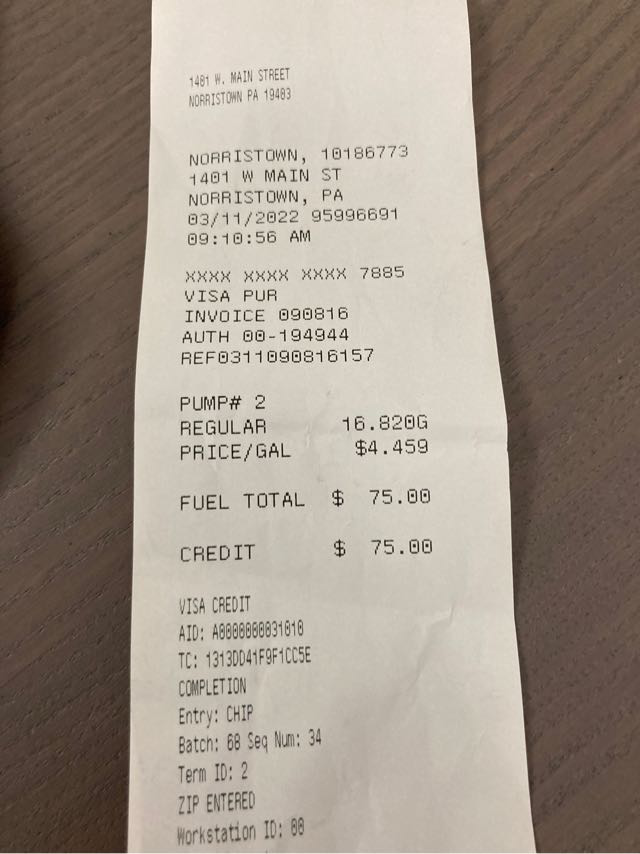 1401 W. MAIN STREET
NORRISTOWN PA 19403
NORRISTOWN, 10186773
1401 W MAIN ST
NORRISTOWN, PA
03/11/2022 95996691
09:10:56 AM
XXXX XXXX XXXX 7885
VISA PUR
INVOICE 090816
AUTH 00-194944
REF0311090816157
PUMP# 2
REGULAR 16.820G
PRICE/GAL $4.459
FUEL TOTAL $ 75.00
CREDIT $ 75.00
VISA CREDIT
AID: A0000000031010
TC: 1313DD41F9F1CC5E
COMPLETION
Entry: CHIP
Batch: 68 Seq Num: 34
Term ID: 2
ZIP ENTERED
Workstation ID: 00